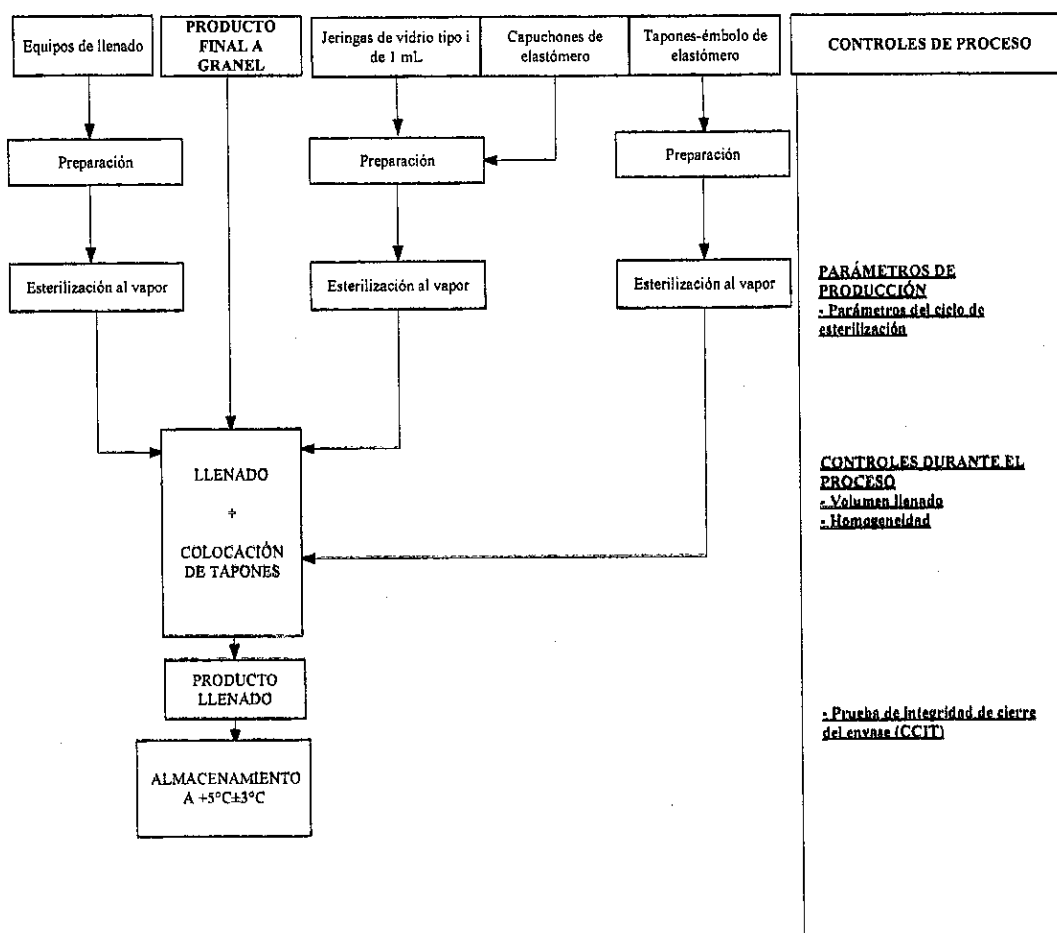 Equipos de llenado
PRODUCTO
FINAL A
GRANEL
Jeringas de vidrio tipo i
de 1 mL
Capuchones de
elastómero
Tapones-émbolo de
elastómero
CONTROLES DE PROCESO
Preparación
Preparación
Preparación
Esterilización al vapor
Esterilización al vapor
Esterilización al vapor
PARÁMETROS DE
PRODUCCIÓN
- Parámetros del ciclo de
esterilización
LLENADO
+
COLOCACIÓN
DE TAPONES
CONTROLES DURANTE EL
PROCESO
- Volumen llenado
- Homogeneidad
PRODUCTO
LLENADO
- Prueba de integridad de cierre
del envase (CCIT)
ALMACENAMIENTO
A +5°C±3°C